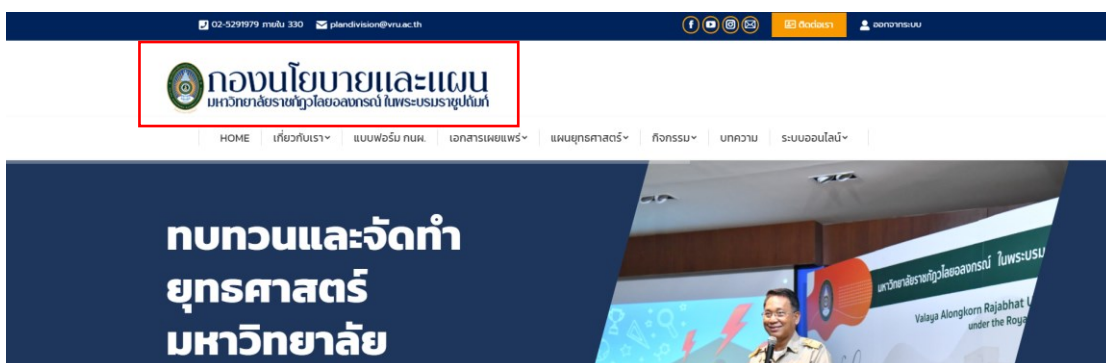 02-5291979 ภายใน 330 plandivision@vru.ac.th ติดต่อเรา ออกจากระบบ
กองนโยบายและแผน
มหาวิทยาลัยราชภัฏวไลยอลงกรณ์ ในพระบรมราชูปถัมภ์
HOME เกี่ยวกับเรา แบบฟอร์ม กนผ. เอกสารเผยแพร่ แผนยุทธศาสตร์ กิจกรรม บทความ ระบบออนไลน์
ทบทวนและจัดทำ
ยุทธศาสตร์
มหาวิทยาลัย
มหาวิทยาลัยราชภัฏวไลยอลงกรณ์ ในพระบรม
Valaya Alongkorn Rajabhat U
under the Roya